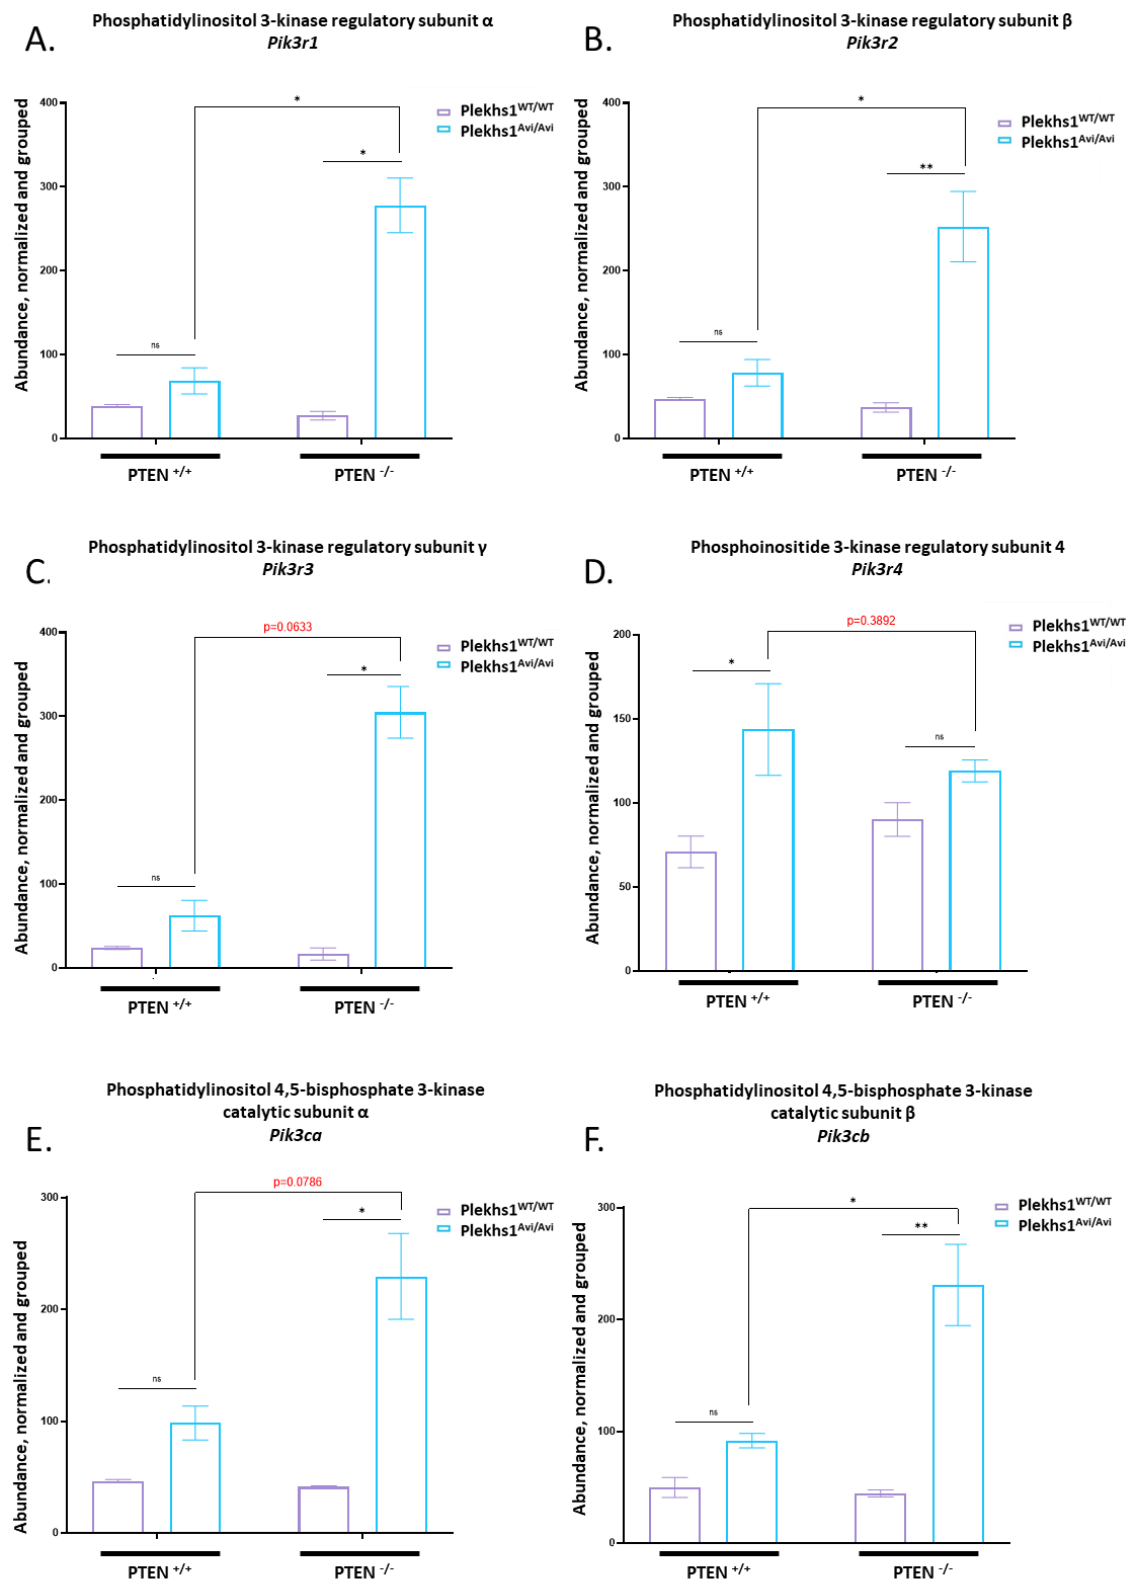 Phosphatidylinositol 3-kinase regulatory subunit α
Pik3r1
A.
Abundance, normalized and grouped
400
300
200
100
0
*
*
ns
Plekhs1WT/WT
Plekhs1Avi/Avi
PTEN +/+
PTEN -/-
Phosphatidylinositol 3-kinase regulatory subunit β
Pik3r2
B.
Abundance, normalized and grouped
400
300
200
100
0
*
**
ns
Plekhs1WT/WT
Plekhs1Avi/Avi
PTEN +/+
PTEN -/-
Phosphatidylinositol 3-kinase regulatory subunit γ
Pik3r3
C.
Abundance, normalized and grouped
400
300
200
100
0
p=0.0633
*
ns
Plekhs1WT/WT
Plekhs1Avi/Avi
PTEN +/+
PTEN -/-
Phosphoinositide 3-kinase regulatory subunit 4
Pik3r4
D.
Abundance, normalized and grouped
200
150
100
50
0
p=0.3892
*
ns
Plekhs1WT/WT
Plekhs1Avi/Avi
PTEN +/+
PTEN -/-
Phosphatidylinositol 4,5-bisphosphate 3-kinase
catalytic subunit α
Pik3ca
E.
Abundance, normalized and grouped
300
200
100
0
p=0.0786
*
ns
Plekhs1WT/WT
Plekhs1Avi/Avi
PTEN +/+
PTEN -/-
Phosphatidylinositol 4,5-bisphosphate 3-kinase
catalytic subunit β
Pik3cb
F.
Abundance, normalized and grouped
300
200
100
0
*
**
ns
Plekhs1WT/WT
Plekhs1Avi/Avi
PTEN +/+
PTEN -/-